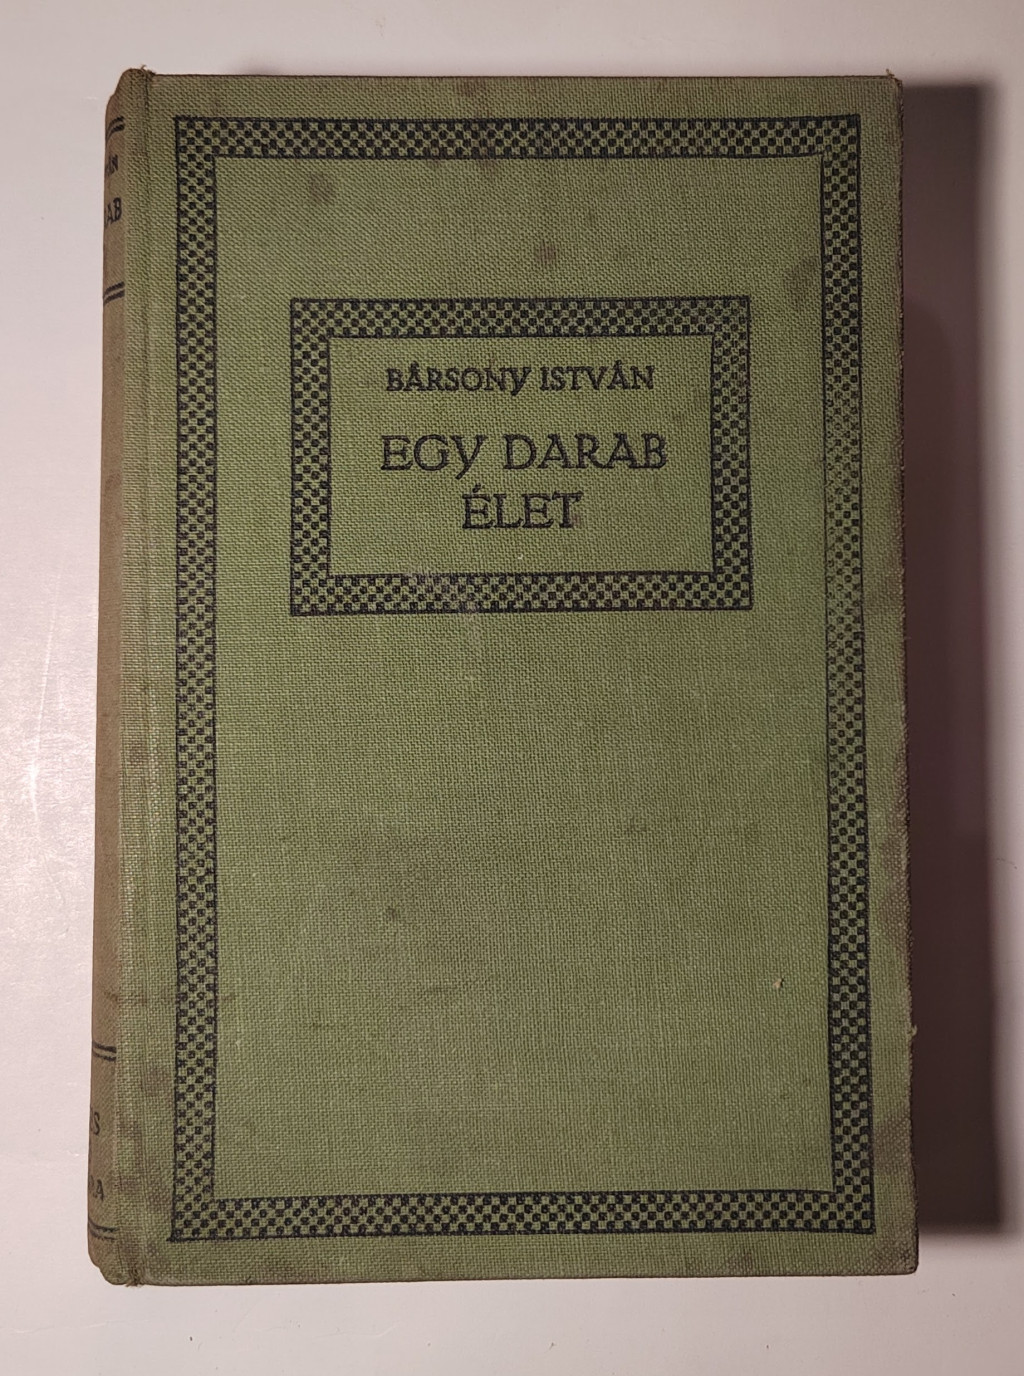 BÁRSONY ISTVÁN
EGY DARAB
ÉLET